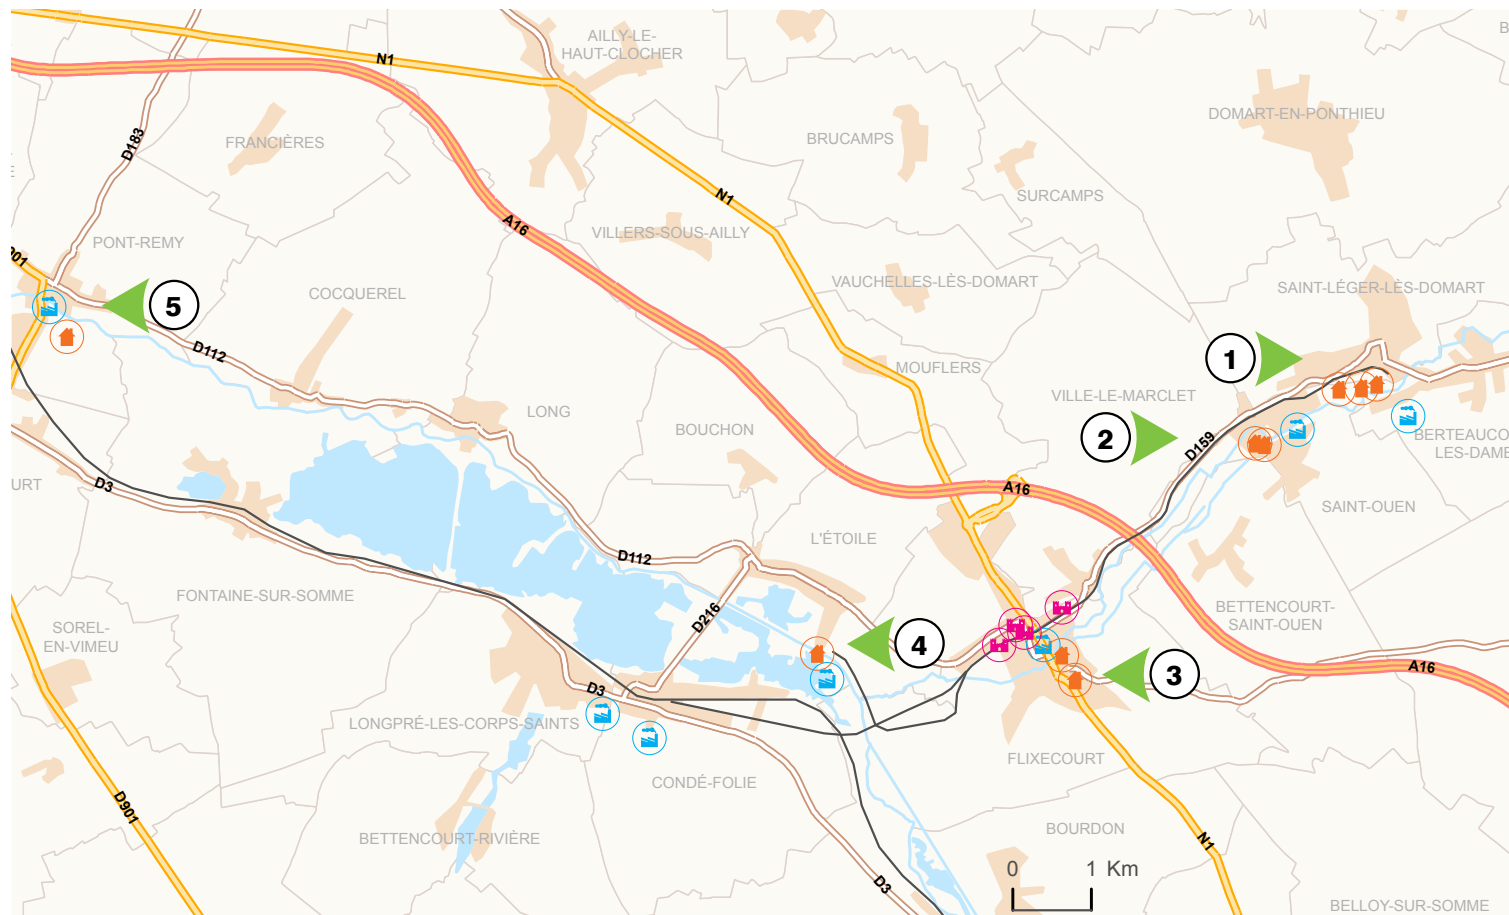 AILLY-LE-
HAUT-CLOCHER
N1
B
DOMART-EN-PONTHIEU
D183
FRANCIÈRES
BRUCAMPS
E
N1
SURCAMPS
A16
PONT-REMY
VILLERS-SOUS-AILLY
901
VAUCHELLES-LÈS-DOMART
SAINT-LÉGER-LÈS-DOMART
COCQUEREL
5
D112
1
MOUFLERS
VILLE-LE-MARCLET
LONG
BOUCHON
2
D159
BERTEAUCO
LES-DAME
URT
D3
A16
SAINT-OUEN
L'ÉTOILE
D112
FONTAINE-SUR-SOMME
D216
BETTENCOURT-
SAINT-OUEN
SOREL-
EN-VIMEU
4
3
A16
D3
LONGPRÉ-LES-CORPS-SAINTS
FLIXECOURT
CONDÉ-FOLIE
D901
BETTENCOURT-RIVIÈRE
BOURDON
N1
0 1 Km
D3
BELLOY-SUR-SOMME